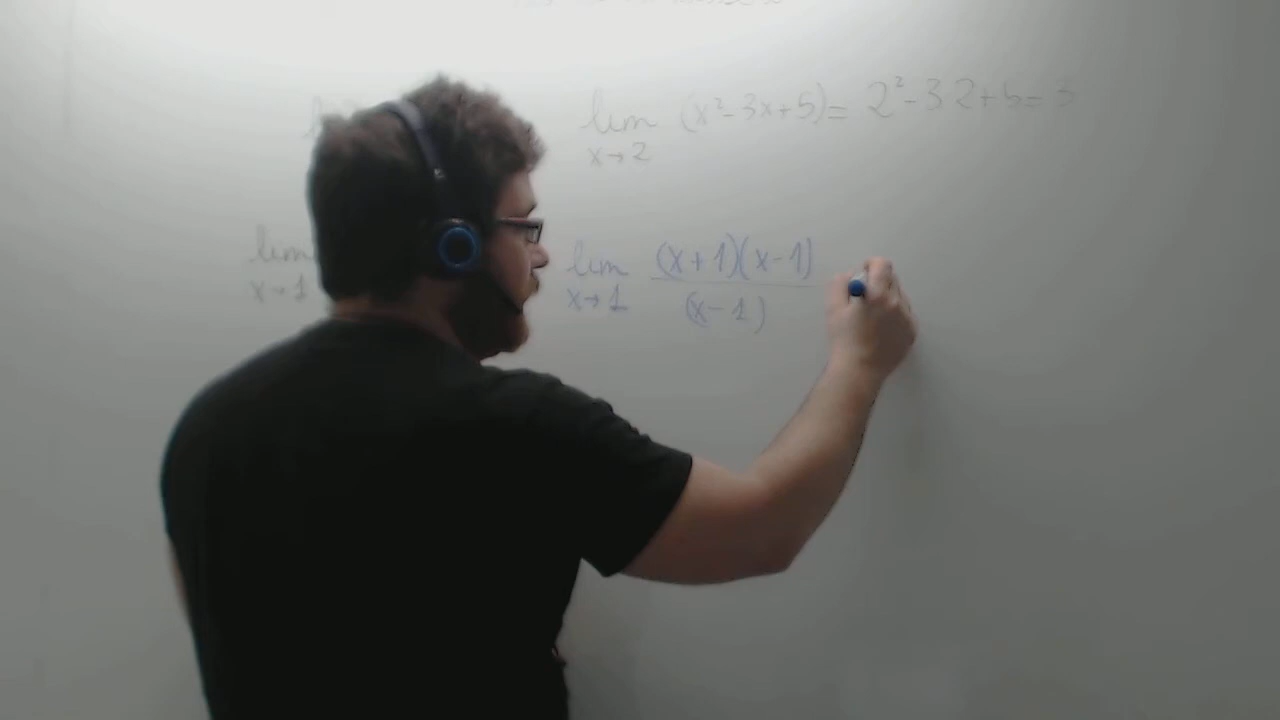 lim (x²-3x+5)= 2²-3 2+5=3
x→2
lim lim (x+1)(x-1)
x→1 x→1 (x-1)